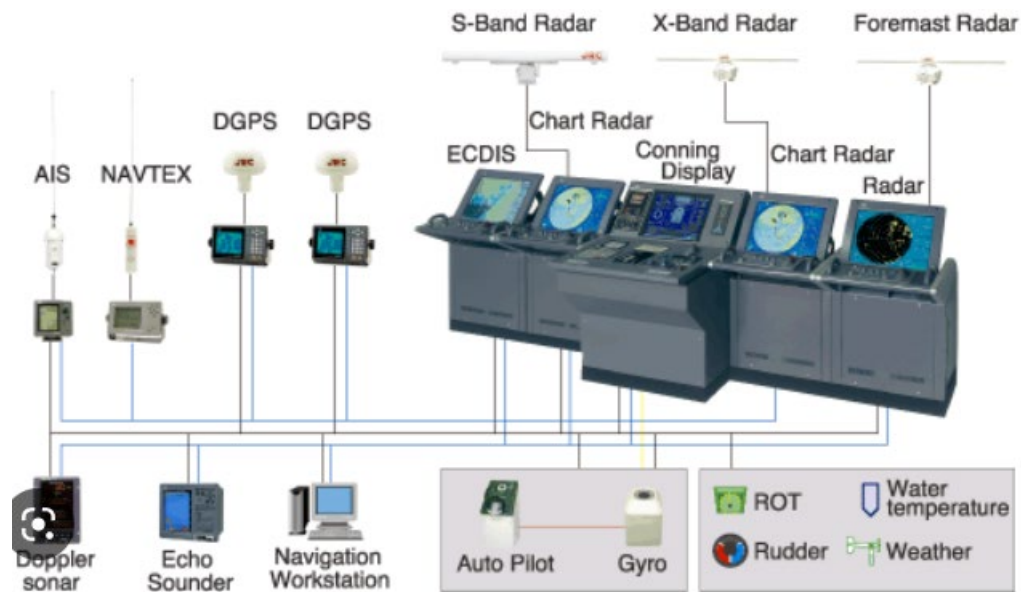 S-Band Radar
X-Band Radar
Foremast Radar
JRC
DGPS
DGPS
Chart Radar
ECDIS
Conning
Display
Chart Radar
Radar
AIS
NAVTEX
JRC
JRC
Doppler
sonar
Echo
Sounder
Navigation
Workstation
Auto Pilot
Gyro
ROT
Water
temperature
Rudder
Weather